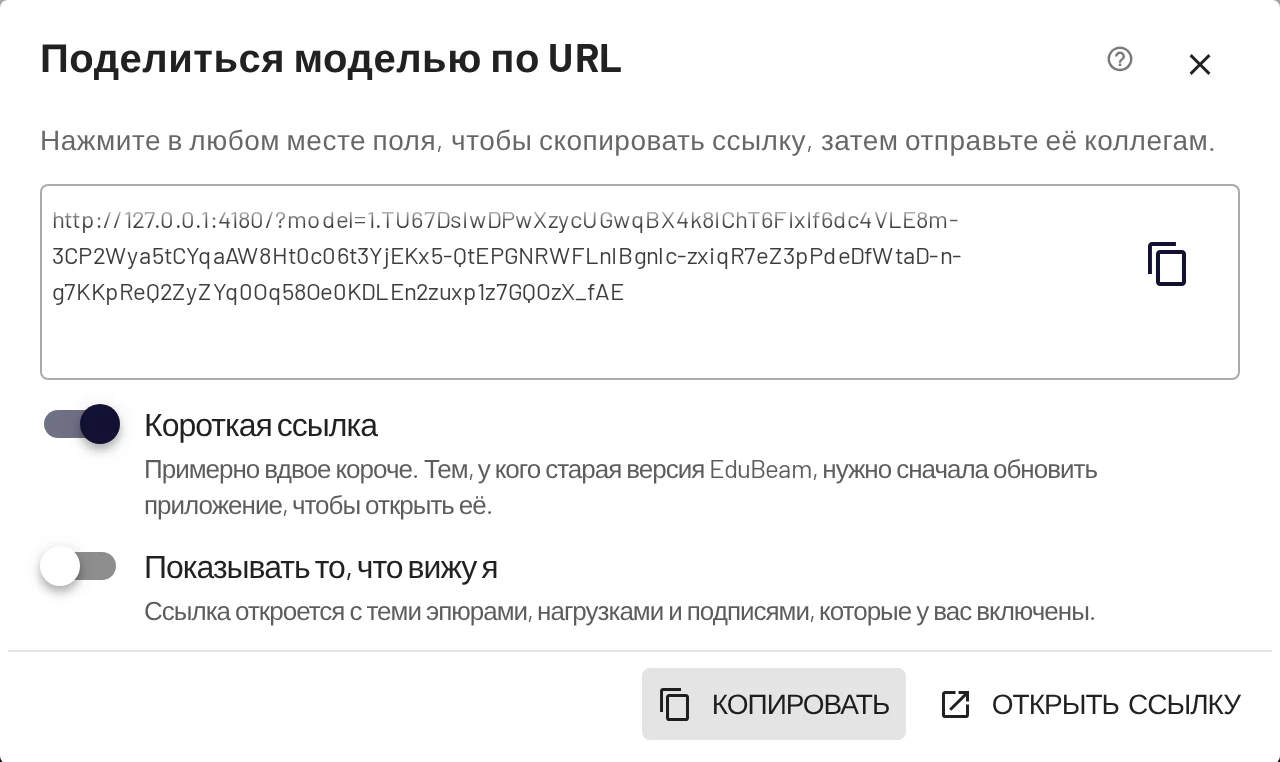 Поделиться моделью по URL
Нажмите в любом месте поля, чтобы скопировать ссылку, затем отправьте её коллегам.
http://127.0.0.1:4180/?model=1.TU67DsIwDPwXzycUGwqBX4k8IChT6FIxIf6dc4VLE8m-
3CP2Wya5tCYqaAW8Ht0c06t3YjEKx5-QtEPGNRWFLnIBgnIc-zxiqR7eZ3pPdeDfWtaD-n-
g7KKpReQ2ZyZYq0Oq58Oe0KDLEn2zuxp1z7GQOzX_fAE
Короткая ссылка
Примерно вдвое короче. Тем, у кого старая версия EduBeam, нужно сначала обновить
приложение, чтобы открыть её.
Показывать то, что вижу я
Ссылка откроется с теми эпюрами, нагрузками и подписями, которые у вас включены.
КОПИРОВАТЬ
ОТКРЫТЬ ССЫЛКУ